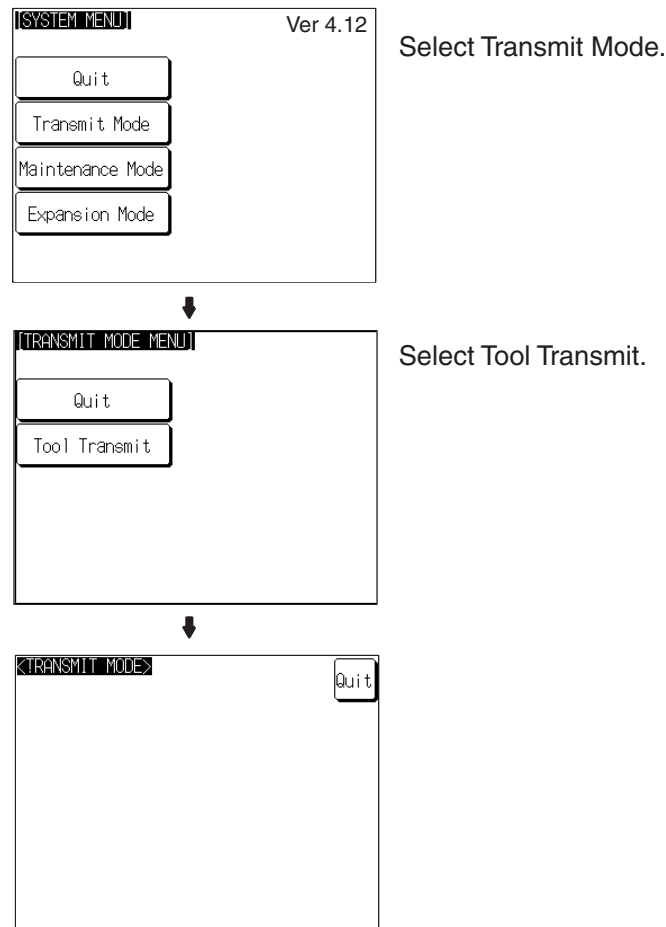 [SYSTEM MENU]
Ver 4.12
Select Transmit Mode.
Quit
Transmit Mode
Maintenance Mode
Expansion Mode
[TRANSMIT MODE MENU]
Select Tool Transmit.
Quit
Tool Transmit
<TRANSMIT MODE>
Quit